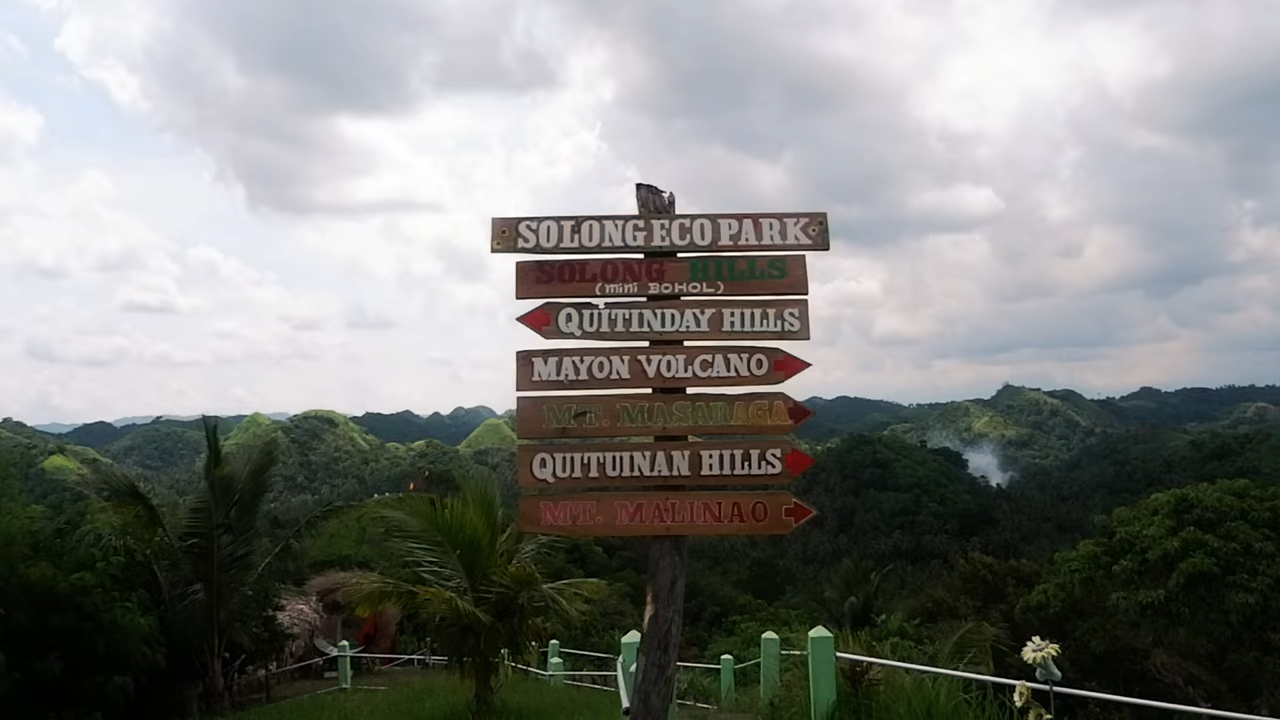 SOLONG ECO PARK
SOLONG HILLS
(mini BOHOL)
QUITINDAY HILLS
MAYON VOLCANO
MT. MASARAGA
QUITUINAN HILLS
MT. MALINAO